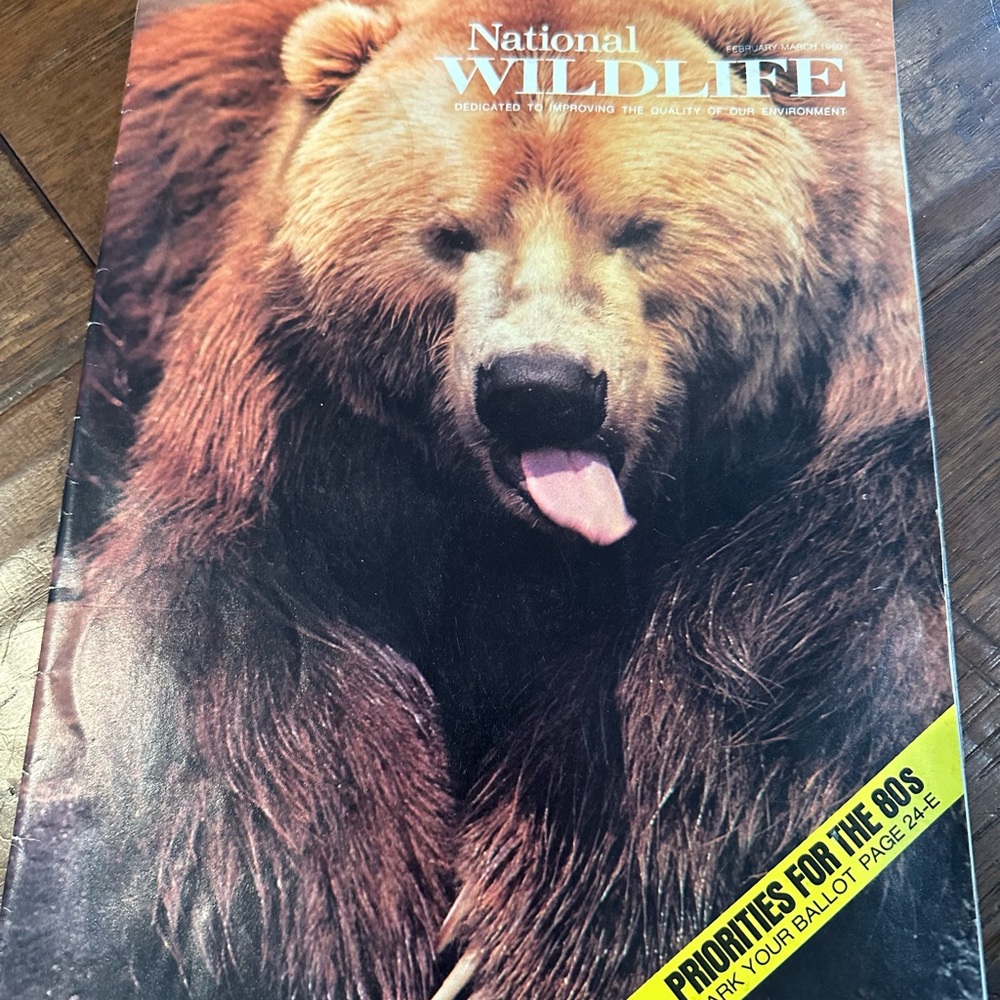 National
FEBRUARY-MARCH 1980
WILDLIFE
DEDICATED TO IMPROVING THE QUALITY OF OUR ENVIRONMENT
PRIORITIES FOR THE 80S
ARK YOUR BALLOT PAGE 24-E